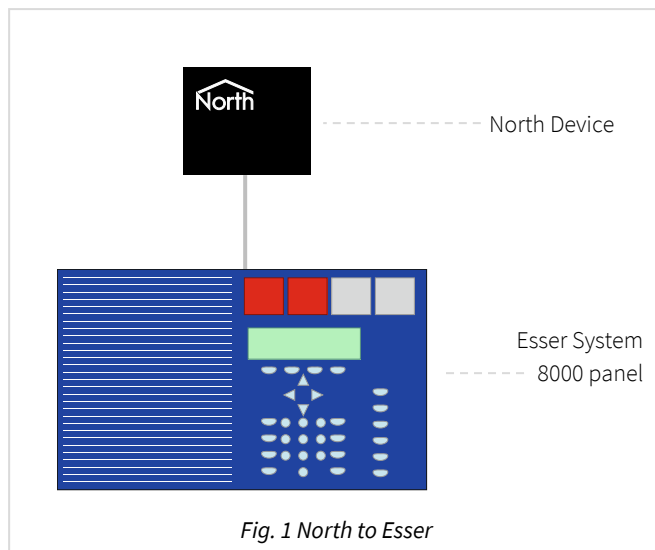 North
North Device
Esser System
8000 panel
Fig. 1 North to Esser